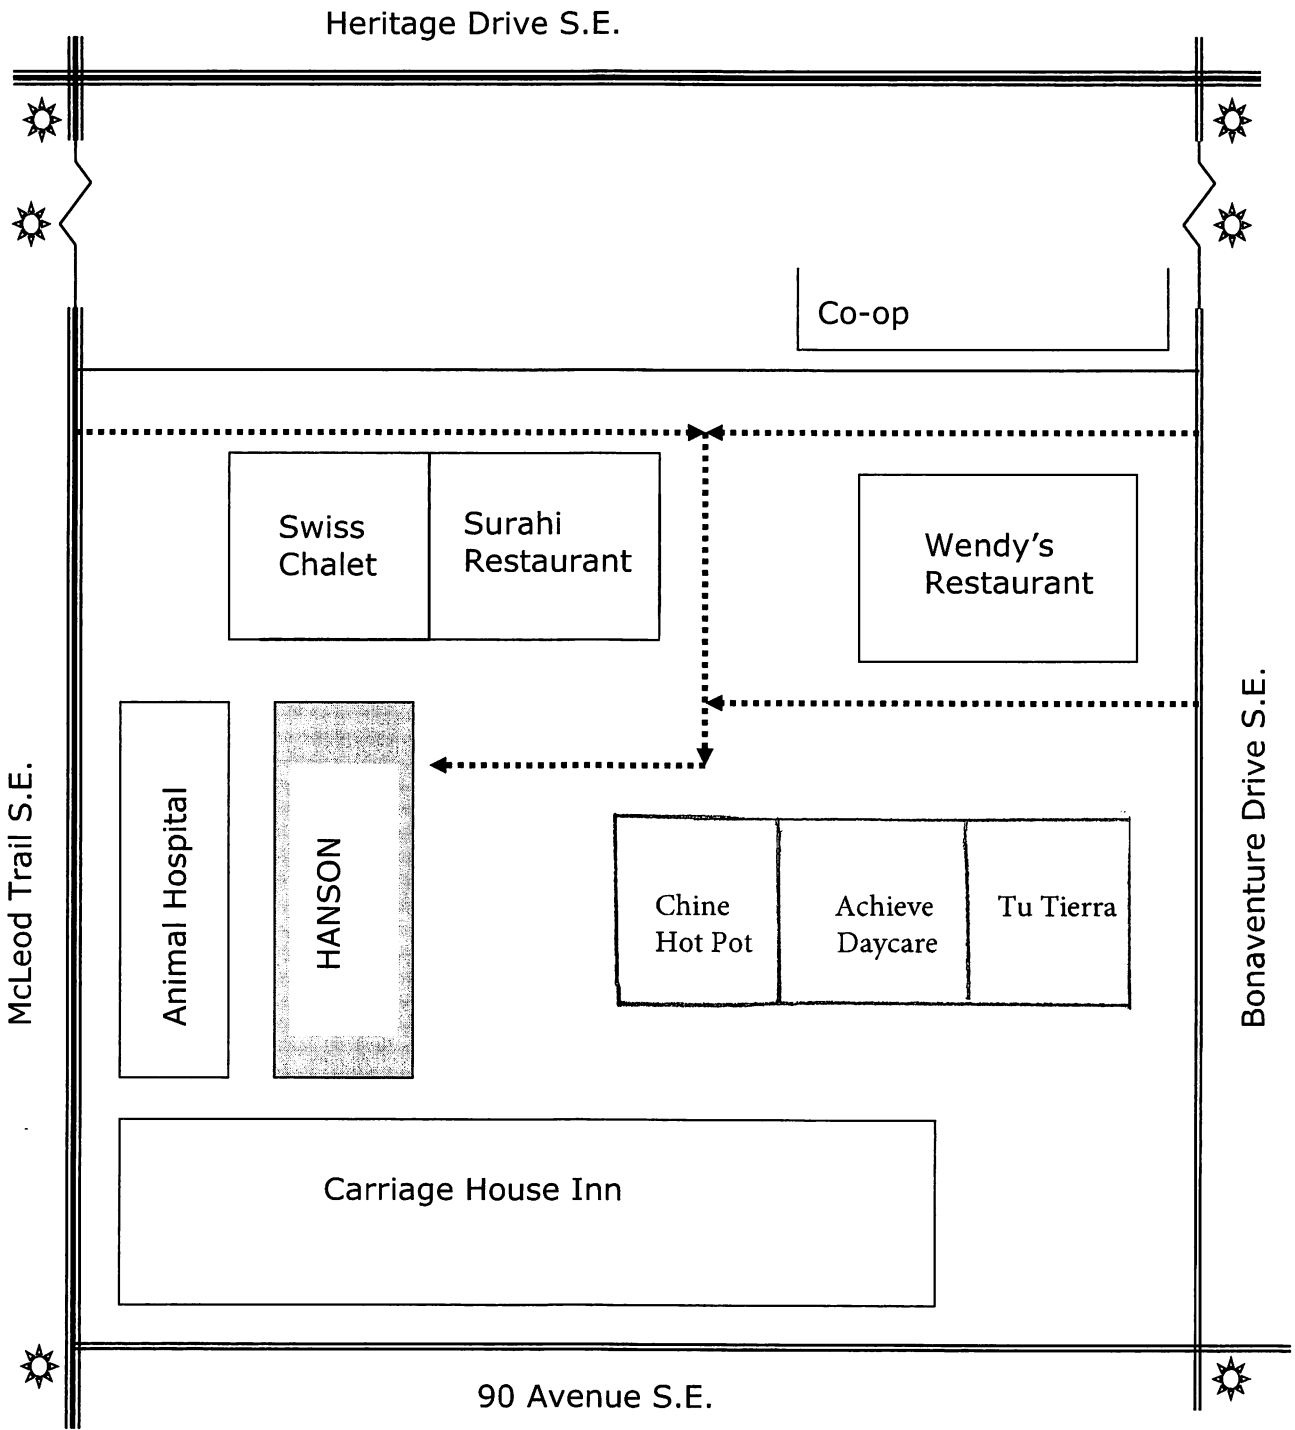 Heritage Drive S.E.
Co-op
Swiss
Chalet
Surahi
Restaurant
Wendy's
Restaurant
McLeod Trail S.E.
Animal Hospital
HANSON
Chine
Hot Pot
Achieve
Daycare
Tu Tierra
Bonaventure Drive S.E.
Carriage House Inn
90 Avenue S.E.